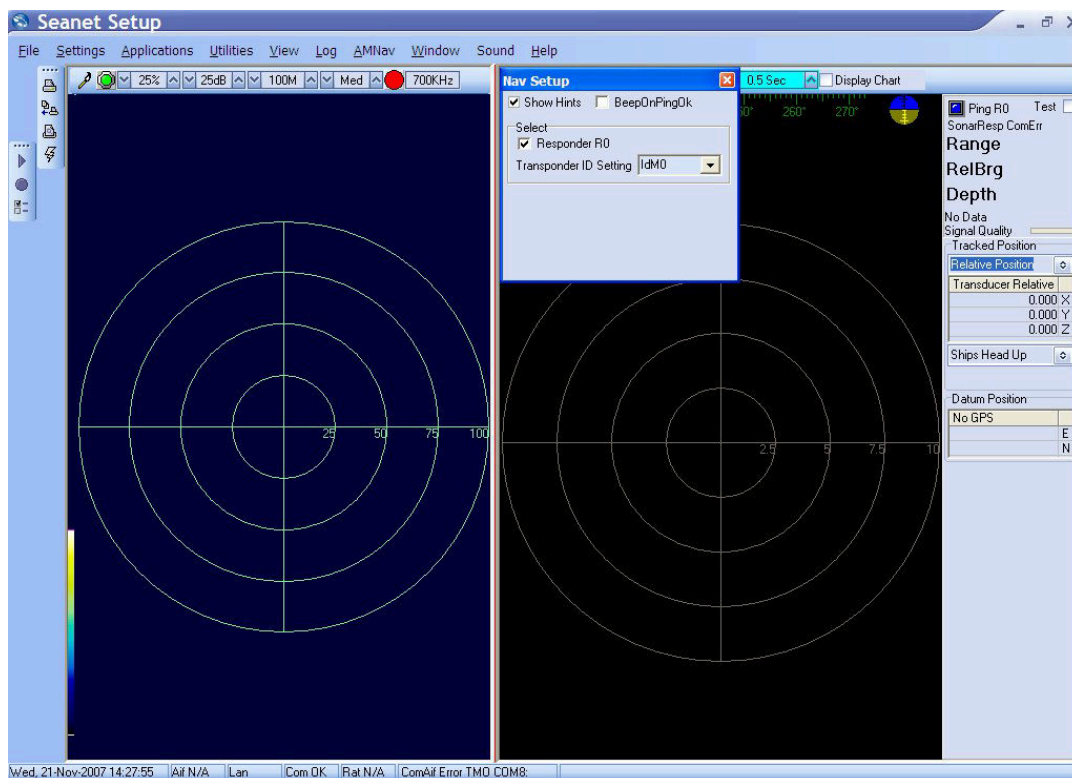 Seanet Setup
File Settings Applications Utilities View Log AMNav Window Sound Help
25% 25dB 100M Med 700KHz
Nav Setup
Show Hints BeepOnPingOk
Select
Responder R0
Transponder ID Setting IdM0
0.5 Sec Display Chart
260° 270°
25 50 75 100
2.5 5 7.5 10
Ping R0 Test
SonarResp ComErr
Range
RelBrg
Depth
No Data
Signal Quality
Tracked Position
Relative Position
Transducer Relative
0.000 X
0.000 Y
0.000 Z
Ships Head Up
Datum Position
No GPS
E
N
Wed, 21-Nov-2007 14:27:55 Aif N/A Lan Com OK Rat N/A ComAif Error TMO COM8: